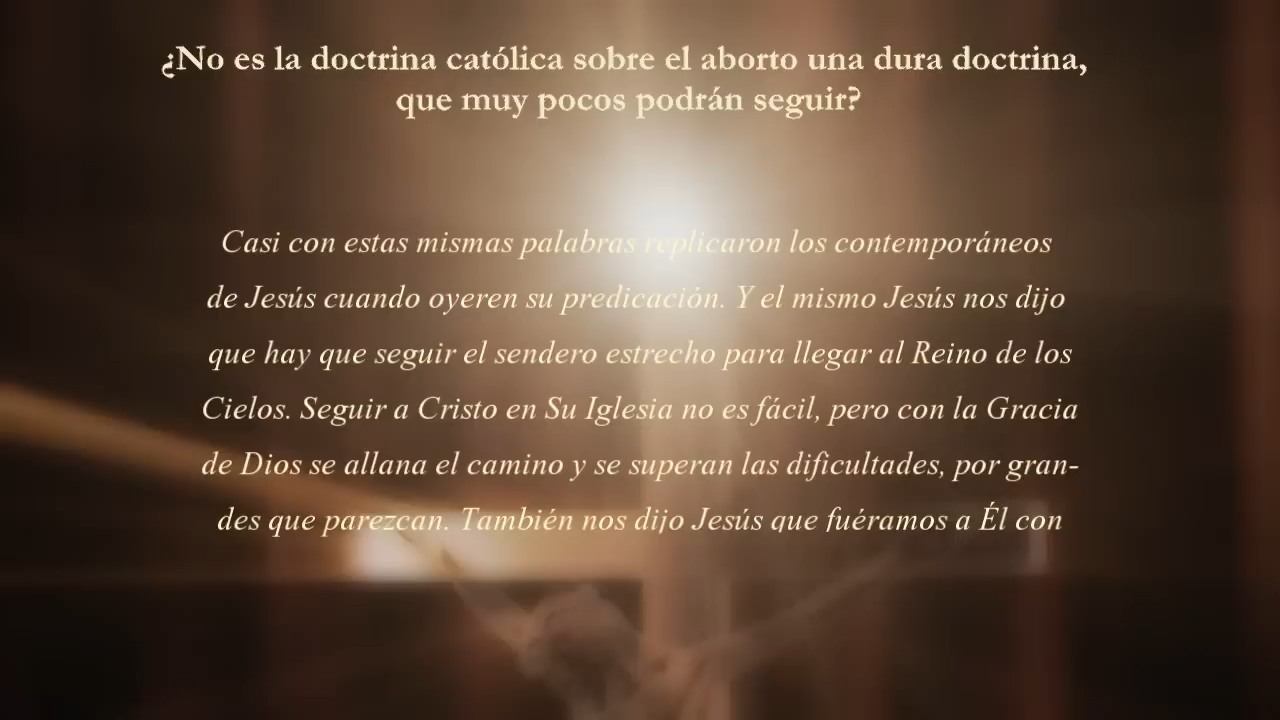 ¿No es la doctrina católica sobre el aborto una dura doctrina,
que muy pocos podrán seguir?
Casi con estas mismas palabras replicaron los contemporáneos
de Jesús cuando oyeren su predicación. Y el mismo Jesús nos dijo
que hay que seguir el sendero estrecho para llegar al Reino de los
Cielos. Seguir a Cristo en Su Iglesia no es fácil, pero con la Gracia
de Dios se allana el camino y se superan las dificultades, por gran-
des que parezcan. También nos dijo Jesús que fuéramos a Él con